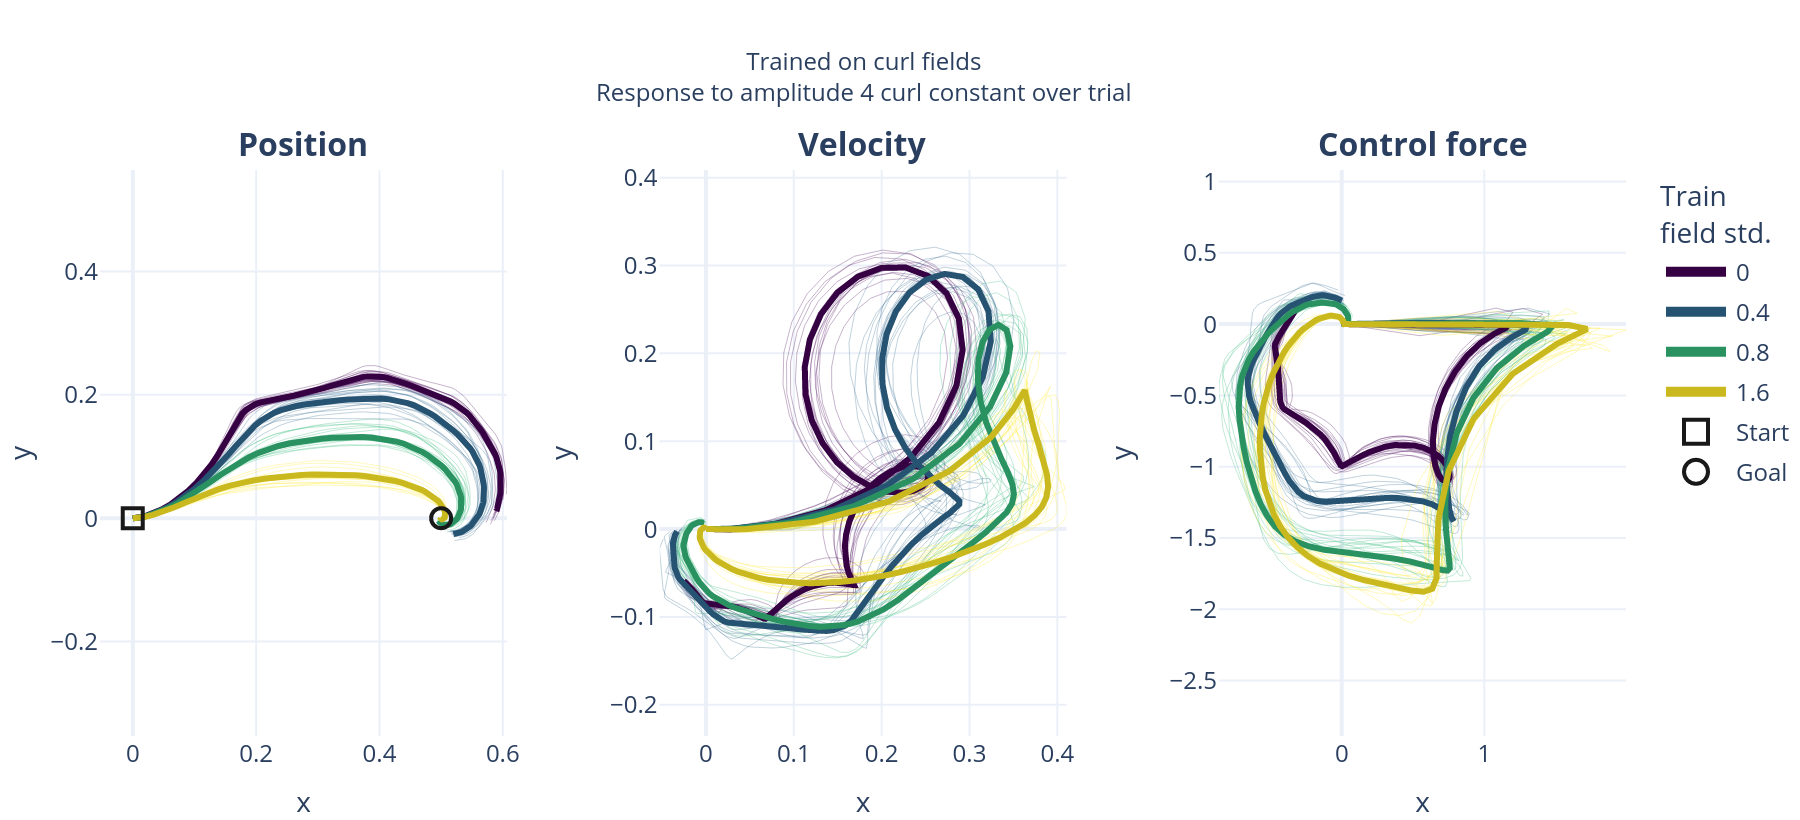 Trained on curl fields
Response to amplitude 4 curl constant over trial
Position
Velocity
Control force
0.4
0.2
0
−0.2
y
0
0.2
0.4
0.6
x
0.4
0.3
0.2
0.1
0
−0.1
−0.2
y
0
0.1
0.2
0.3
0.4
x
1
0.5
0
−0.5
−1
−1.5
−2
−2.5
y
0
1
x
Train
field std.
0
0.4
0.8
1.6
Start
Goal